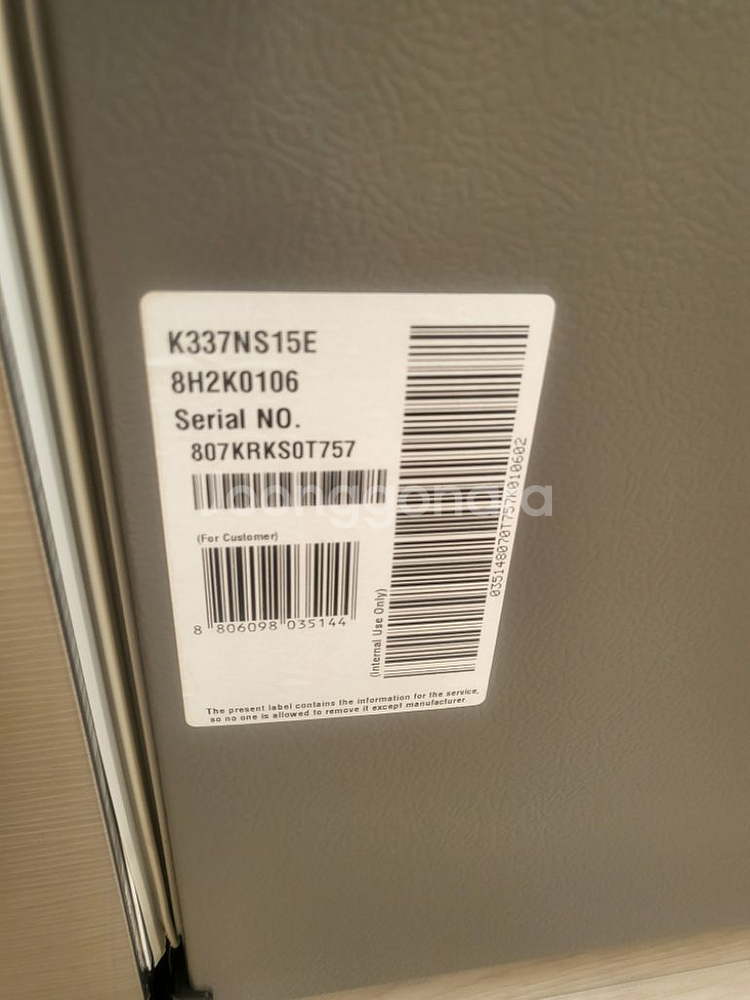 K337NS15E
8H2K0106
Serial NO.
807KRKS0T757
(For Customer)
8 806098 035144
(Internal Use Only)
035148070T757K010602
The present label contains the information for the service,
so no one is allowed to remove it except manufacturer.
joonggonara